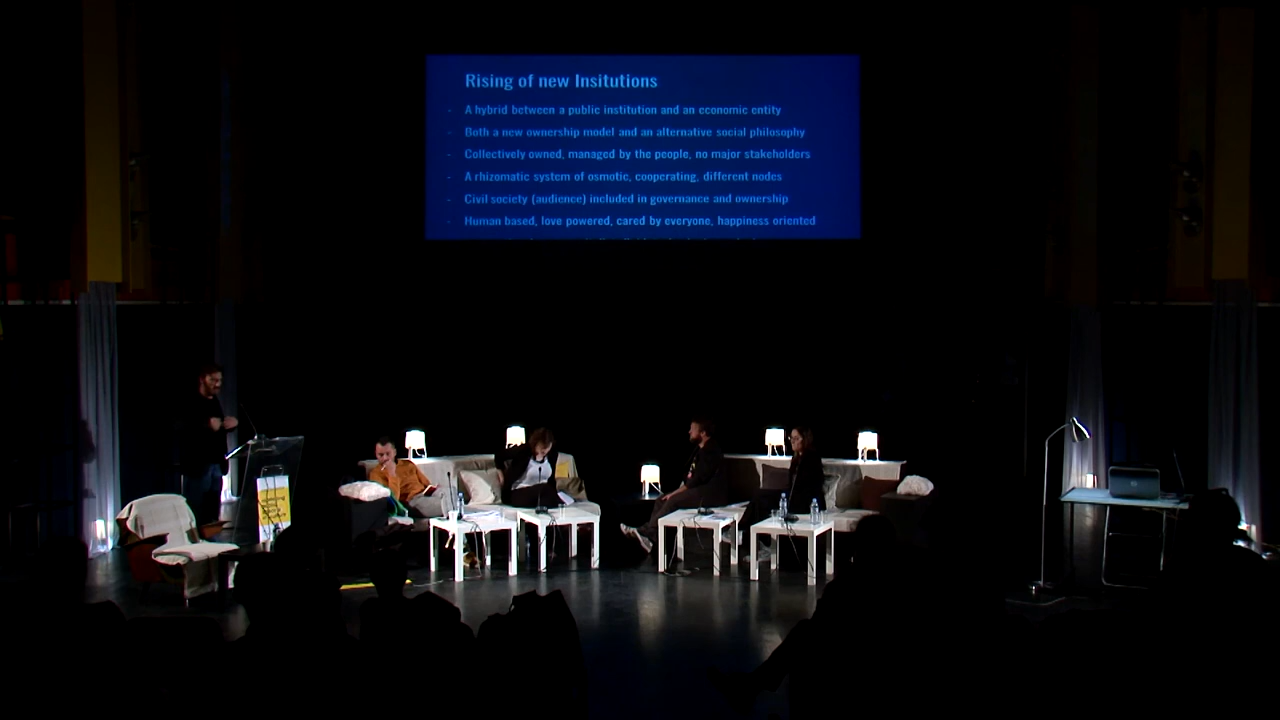 Rising of new Insitutions
- A hybrid between a public institution and an economic entity
- Both a new ownership model and an alternative social philosophy
- Collectively owned, managed by the people, no major stakeholders
- A rhizomatic system of osmotic, cooperating, different nodes
- Civil society (audience) included in governance and ownership
- Human based, love powered, cared by everyone, happiness oriented